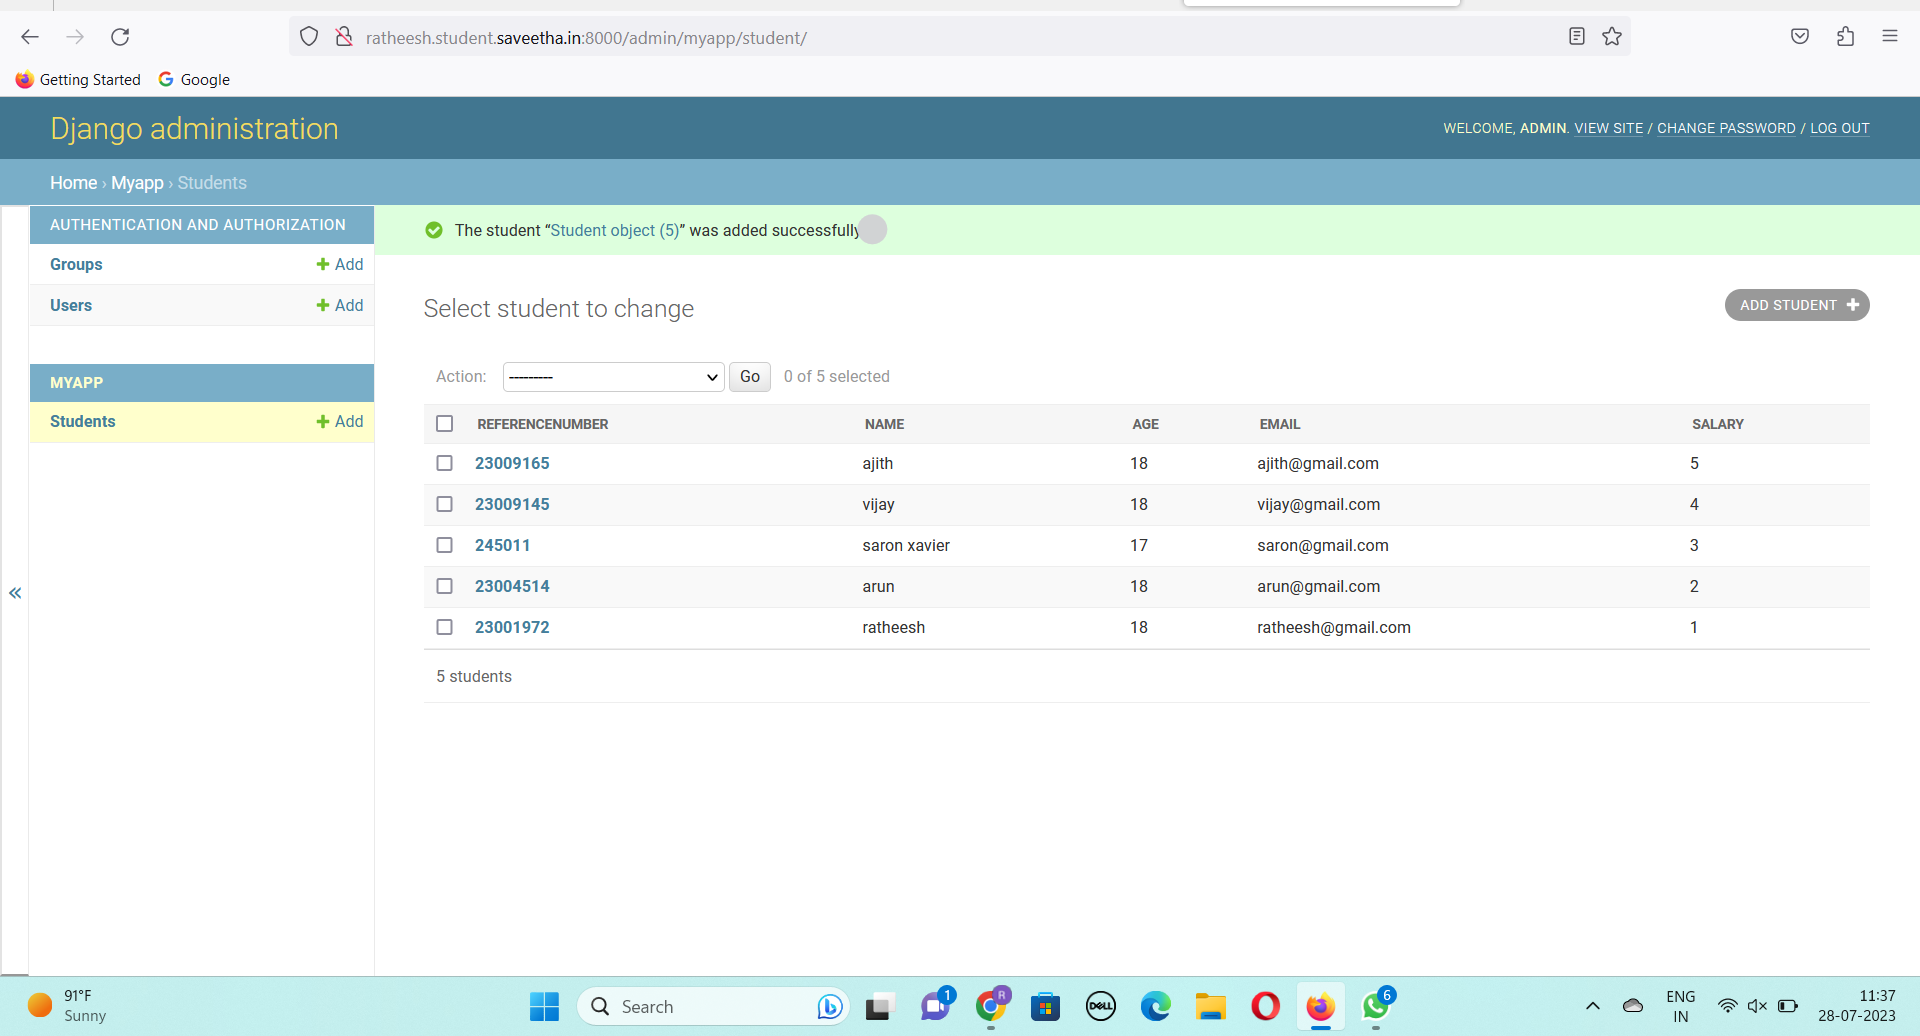 ratheesh.student.saveetha.in:8000/admin/myapp/student/
Getting Started Google
Django administration
WELCOME, ADMIN. VIEW SITE / CHANGE PASSWORD / LOG OUT
Home › Myapp › Students
AUTHENTICATION AND AUTHORIZATION
Groups + Add
Users + Add
MYAPP
Students + Add
«
The student “Student object (5)” was added successfully
Select student to change
ADD STUDENT +
Action: --------- Go 0 of 5 selected
REFERENCENUMBER NAME AGE EMAIL SALARY
23009165 ajith 18 ajith@gmail.com 5
23009145 vijay 18 vijay@gmail.com 4
245011 saron xavier 17 saron@gmail.com 3
23004514 arun 18 arun@gmail.com 2
23001972 ratheesh 18 ratheesh@gmail.com 1
5 students
91°F
Sunny
Search
1
R
DELL
6
ENG
IN
11:37
28-07-2023